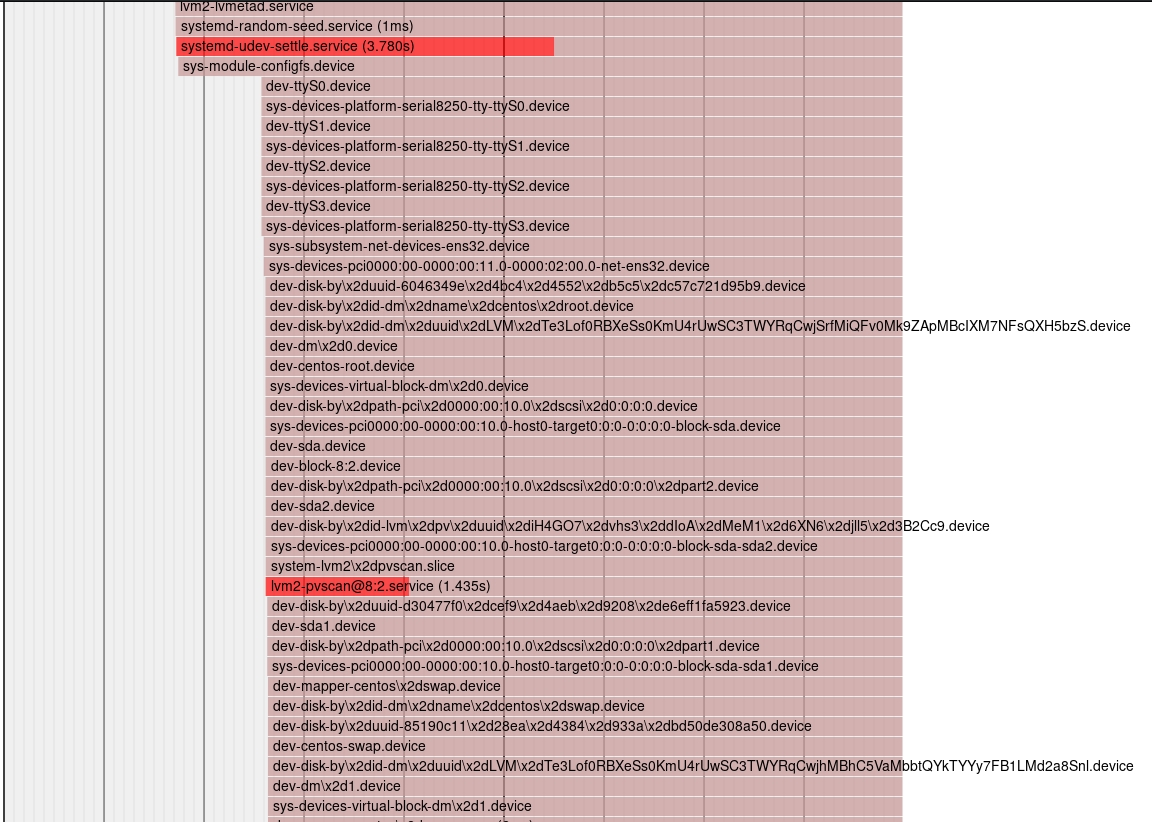 lvm2-lvmetad.service
systemd-random-seed.service (1ms)
systemd-udev-settle.service (3.780s)
sys-module-configfs.device
dev-ttyS0.device
sys-devices-platform-serial8250-tty-ttyS0.device
dev-ttyS1.device
sys-devices-platform-serial8250-tty-ttyS1.device
dev-ttyS2.device
sys-devices-platform-serial8250-tty-ttyS2.device
dev-ttyS3.device
sys-devices-platform-serial8250-tty-ttyS3.device
sys-subsystem-net-devices-ens32.device
sys-devices-pci0000:00-0000:00:11.0-0000:02:00.0-net-ens32.device
dev-disk-by\x2duuid-6046349e\x2d4bc4\x2d4552\x2db5c5\x2dc57c721d95b9.device
dev-disk-by\x2did-dm\x2dname\x2dcentos\x2droot.device
dev-disk-by\x2did-dm\x2duuid\x2dLVM\x2dTe3Lof0RBXeSs0KmU4rUwSC3TWYRqCwjSrfMiQFv0Mk9ZApMBcIXM7NFsQXH5bzS.device
dev-dm\x2d0.device
dev-centos-root.device
sys-devices-virtual-block-dm\x2d0.device
dev-disk-by\x2dpath-pci\x2d0000:00:10.0\x2dscsi\x2d0:0:0:0.device
sys-devices-pci0000:00-0000:00:10.0-host0-target0:0:0-0:0:0:0-block-sda.device
dev-sda.device
dev-block-8:2.device
dev-disk-by\x2dpath-pci\x2d0000:00:10.0\x2dscsi\x2d0:0:0:0\x2dpart2.device
dev-sda2.device
dev-disk-by\x2did-lvm\x2dpv\x2duuid\x2diH4GO7\x2dvhs3\x2ddIoA\x2dMeM1\x2d6XN6\x2djll5\x2d3B2Cc9.device
sys-devices-pci0000:00-0000:00:10.0-host0-target0:0:0-0:0:0:0-block-sda-sda2.device
system-lvm2\x2dpvscan.slice
lvm2-pvscan@8:2.service (1.435s)
dev-disk-by\x2duuid-d30477f0\x2dcef9\x2d4aeb\x2d9208\x2de6eff1fa5923.device
dev-sda1.device
dev-disk-by\x2dpath-pci\x2d0000:00:10.0\x2dscsi\x2d0:0:0:0\x2dpart1.device
sys-devices-pci0000:00-0000:00:10.0-host0-target0:0:0-0:0:0:0-block-sda-sda1.device
dev-mapper-centos\x2dswap.device
dev-disk-by\x2did-dm\x2dname\x2dcentos\x2dswap.device
dev-disk-by\x2duuid-85190c11\x2d28ea\x2d4384\x2d933a\x2dbd50de308a50.device
dev-centos-swap.device
dev-disk-by\x2did-dm\x2duuid\x2dLVM\x2dTe3Lof0RBXeSs0KmU4rUwSC3TWYRqCwjhMBhC5VaMbbtQYkTYYy7FB1LMd2a8Snl.device
dev-dm\x2d1.device
sys-devices-virtual-block-dm\x2d1.device